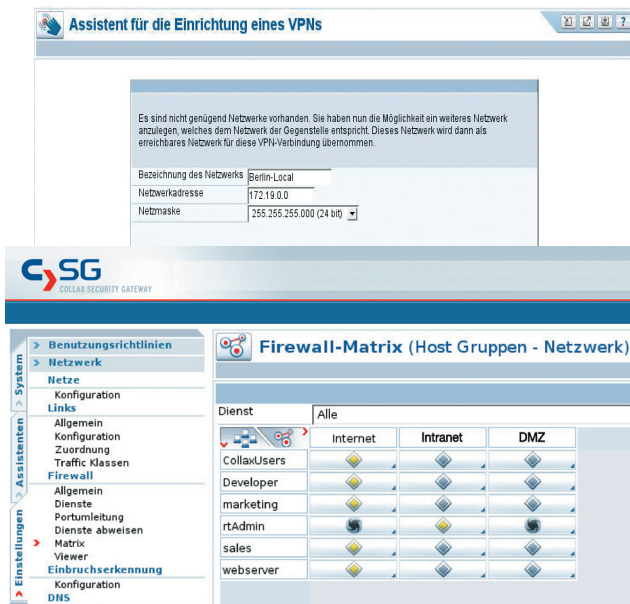 Assistent für die Einrichtung eines VPNs
?
Es sind nicht genügend Netzwerke vorhanden. Sie haben nun die Möglichkeit ein weiteres Netzwerk
anzulegen, welches dem Netzwerk der Gegenstelle entspricht. Dieses Netzwerk wird dann als
erreichbares Netzwerk für diese VPN-Verbindung übernommen.
Bezeichnung des Netzwerks Berlin-Local
Netzwerkadresse 172.19.0.0
Netzmaske 255.255.255.000 (24 bit)
C SG
COLLAX SECURITY GATEWAY
System
Assistenten
Einstellungen
> Benutzungsrichtlinien
> Netzwerk
Netze
Konfiguration
Links
Allgemein
Konfiguration
Zuordnung
Traffic Klassen
Firewall
Allgemein
Dienste
Portumleitung
Dienste abweisen
> Matrix
Viewer
Einbruchserkennung
Konfiguration
DNS
Firewall-Matrix (Host Gruppen - Netzwerk)
Dienst Alle
Internet Intranet DMZ
CollaxUsers
Developer
marketing
rtAdmin
sales
webserver